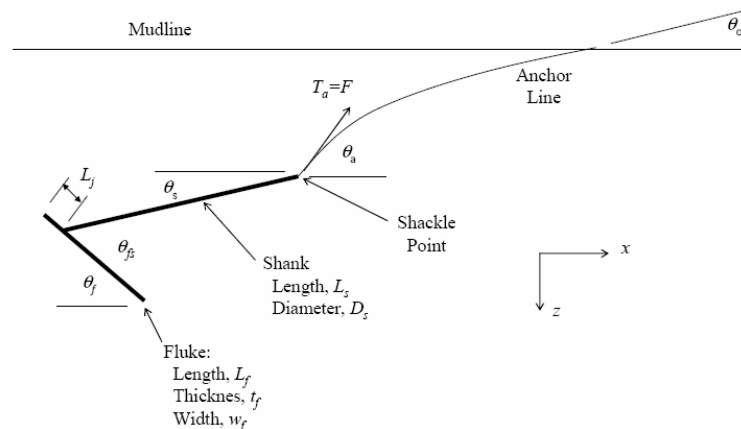 Mudline
θo
Anchor
Line
Ta=F
θa
Lj
θs
Shackle
Point
Shank
Length, Ls
Diameter, Ds
θfs
θf
x
z
Fluke:
Length, Lf
Thicknes, tf
Width, wf